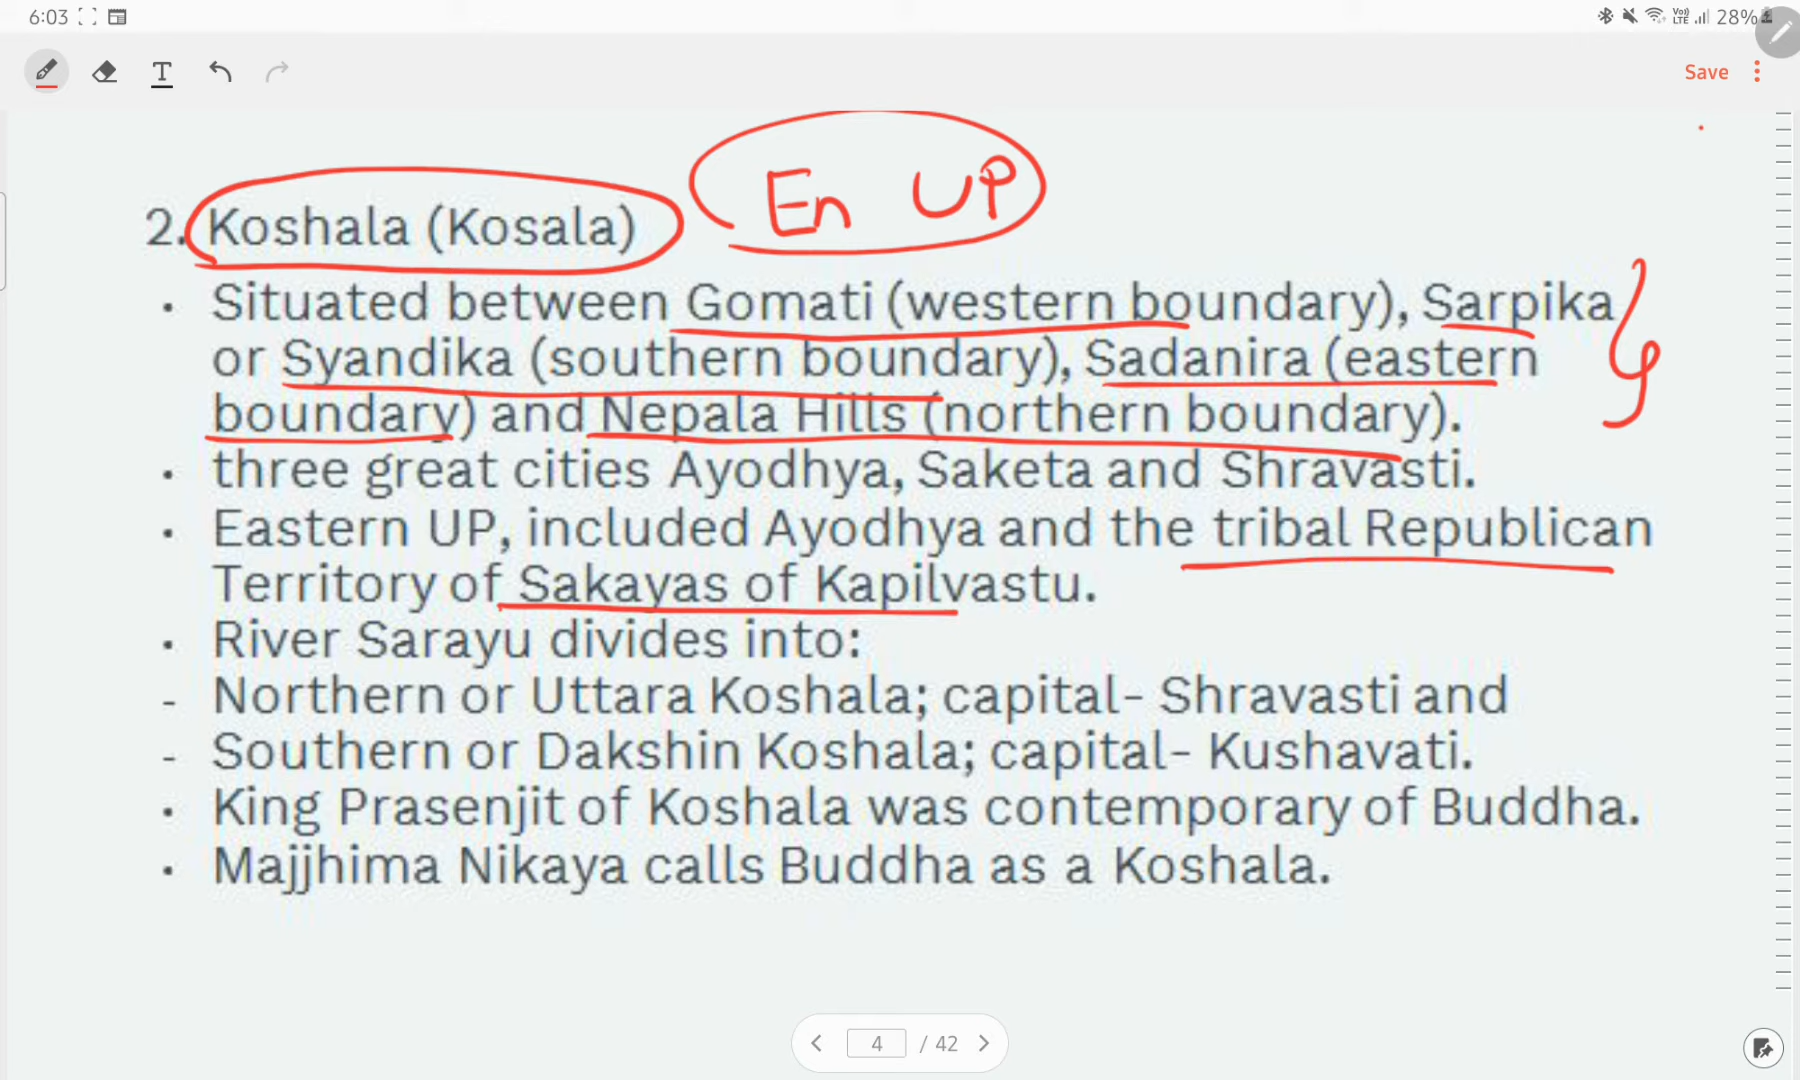 6:03
28%
Save
En UP
2. Koshala (Kosala)
• Situated between Gomati (western boundary), Sarpika
or Syandika (southern boundary), Sadanira (eastern
boundary) and Nepala Hills (northern boundary).
• three great cities Ayodhya, Saketa and Shravasti.
• Eastern UP, included Ayodhya and the tribal Republican
Territory of Sakayas of Kapilvastu.
• River Sarayu divides into:
- Northern or Uttara Koshala; capital- Shravasti and
- Southern or Dakshin Koshala; capital- Kushavati.
• King Prasenjit of Koshala was contemporary of Buddha.
• Majjhima Nikaya calls Buddha as a Koshala.
4 / 42